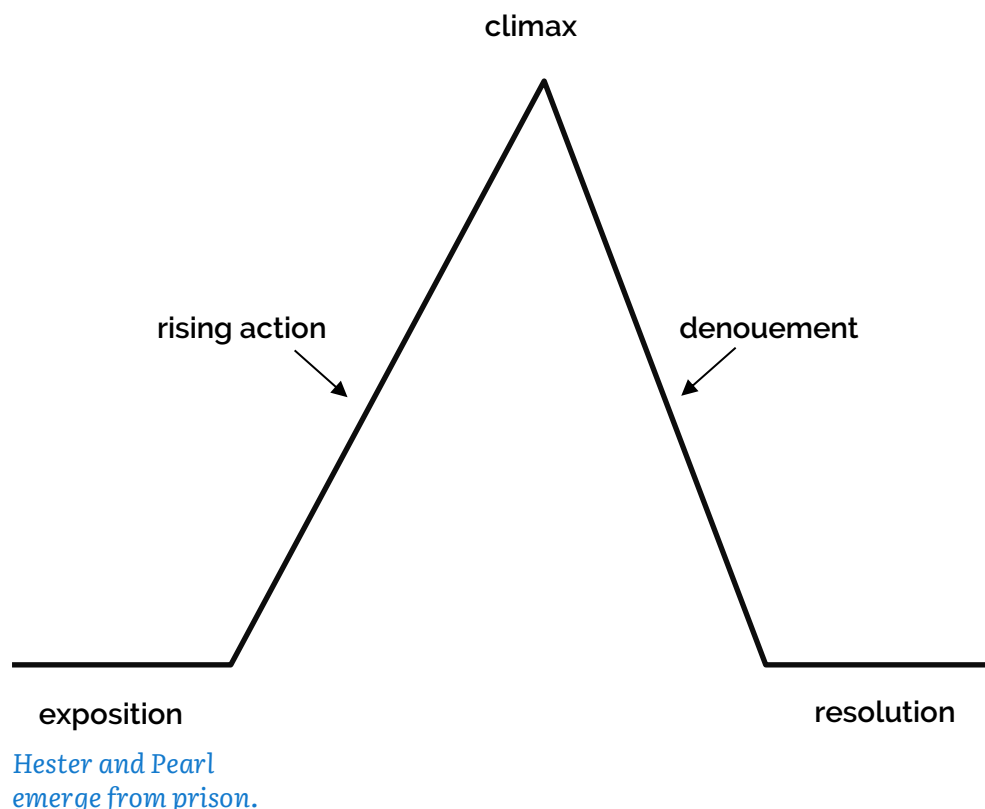 climax
rising action
denouement
exposition
resolution
Hester and Pearl
emerge from prison.